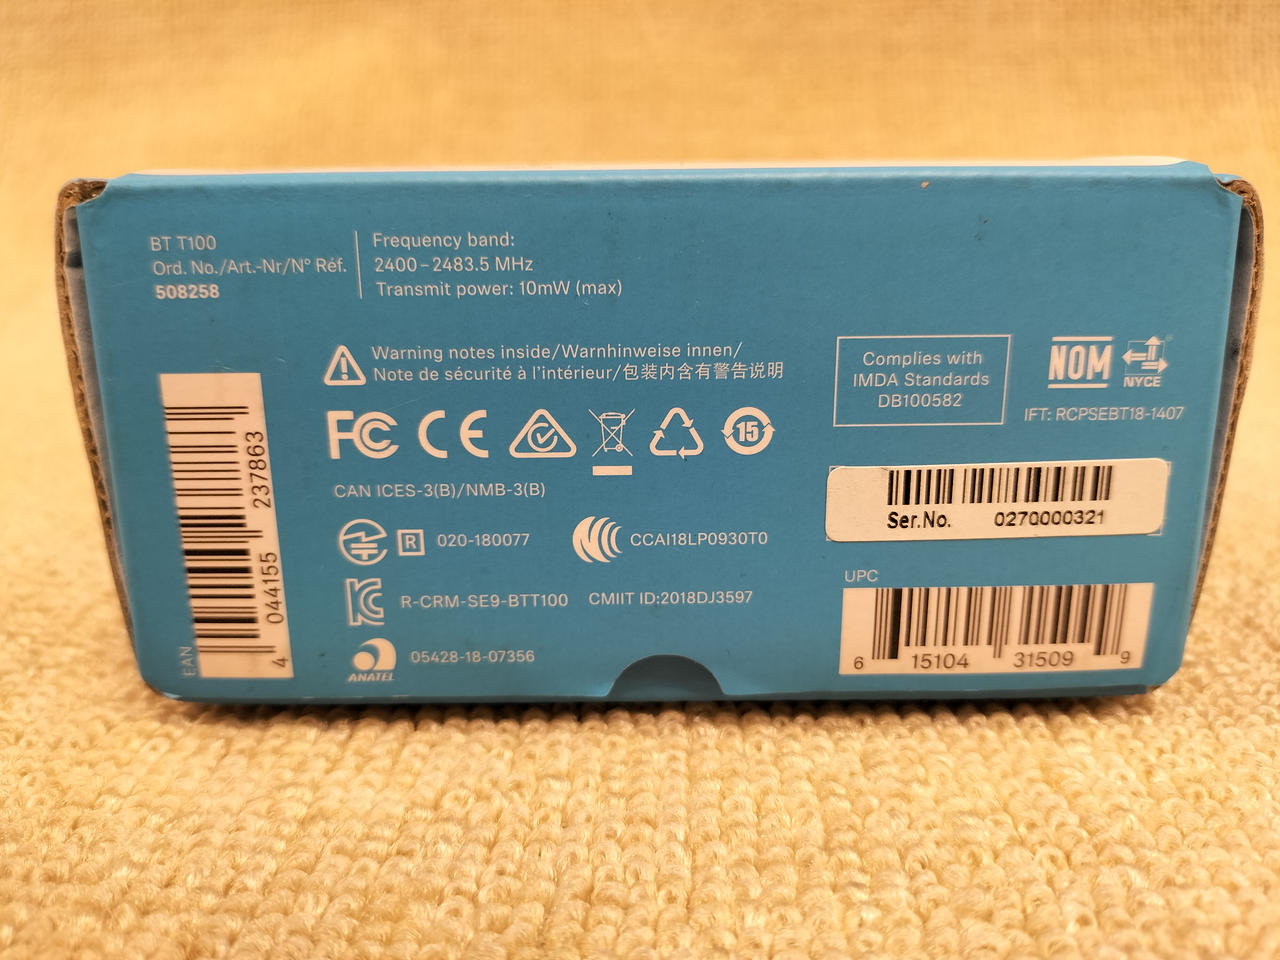 BT T100
Ord. No./Art.-Nr/N° Réf.
508258
Frequency band:
2400–2483.5 MHz
Transmit power: 10mW (max)
Warning notes inside/Warnhinweise innen/
Note de sécurité à l'intérieur/包装内含有警告说明
Complies with
IMDA Standards
DB100582
NOM
NYCE
IFT: RCPSEBT18-1407
FC CE
15
CAN ICES-3(B)/NMB-3(B)
R 020-180077
CCAI18LP0930T0
R-CRM-SE9-BTT100
CMIIT ID:2018DJ3597
ANATEL
05428-18-07356
EAN
4 044155 237863
Ser.No. 0270000321
UPC
6 15104 31509 9